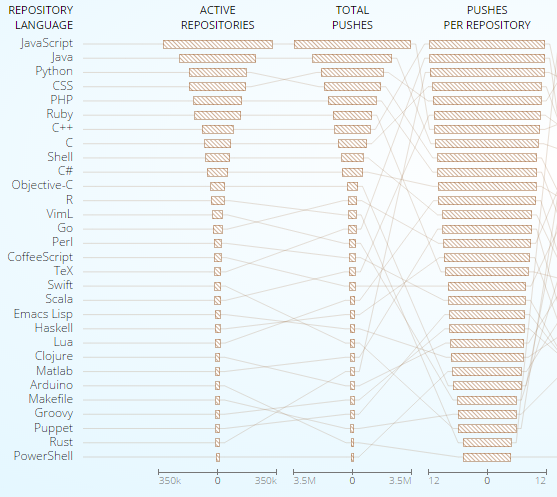 REPOSITORY LANGUAGE
ACTIVE REPOSITORIES
TOTAL PUSHES
PUSHES PER REPOSITORY
JavaScript
Java
Python
CSS
PHP
Ruby
C++
C
Shell
C#
Objective-C
R
VimL
Go
Perl
CoffeeScript
TeX
Swift
Scala
Emacs Lisp
Haskell
Lua
Clojure
Matlab
Arduino
Makefile
Groovy
Puppet
Rust
PowerShell
350k 0 350k 3.5M 0 3.5M 12 0 12